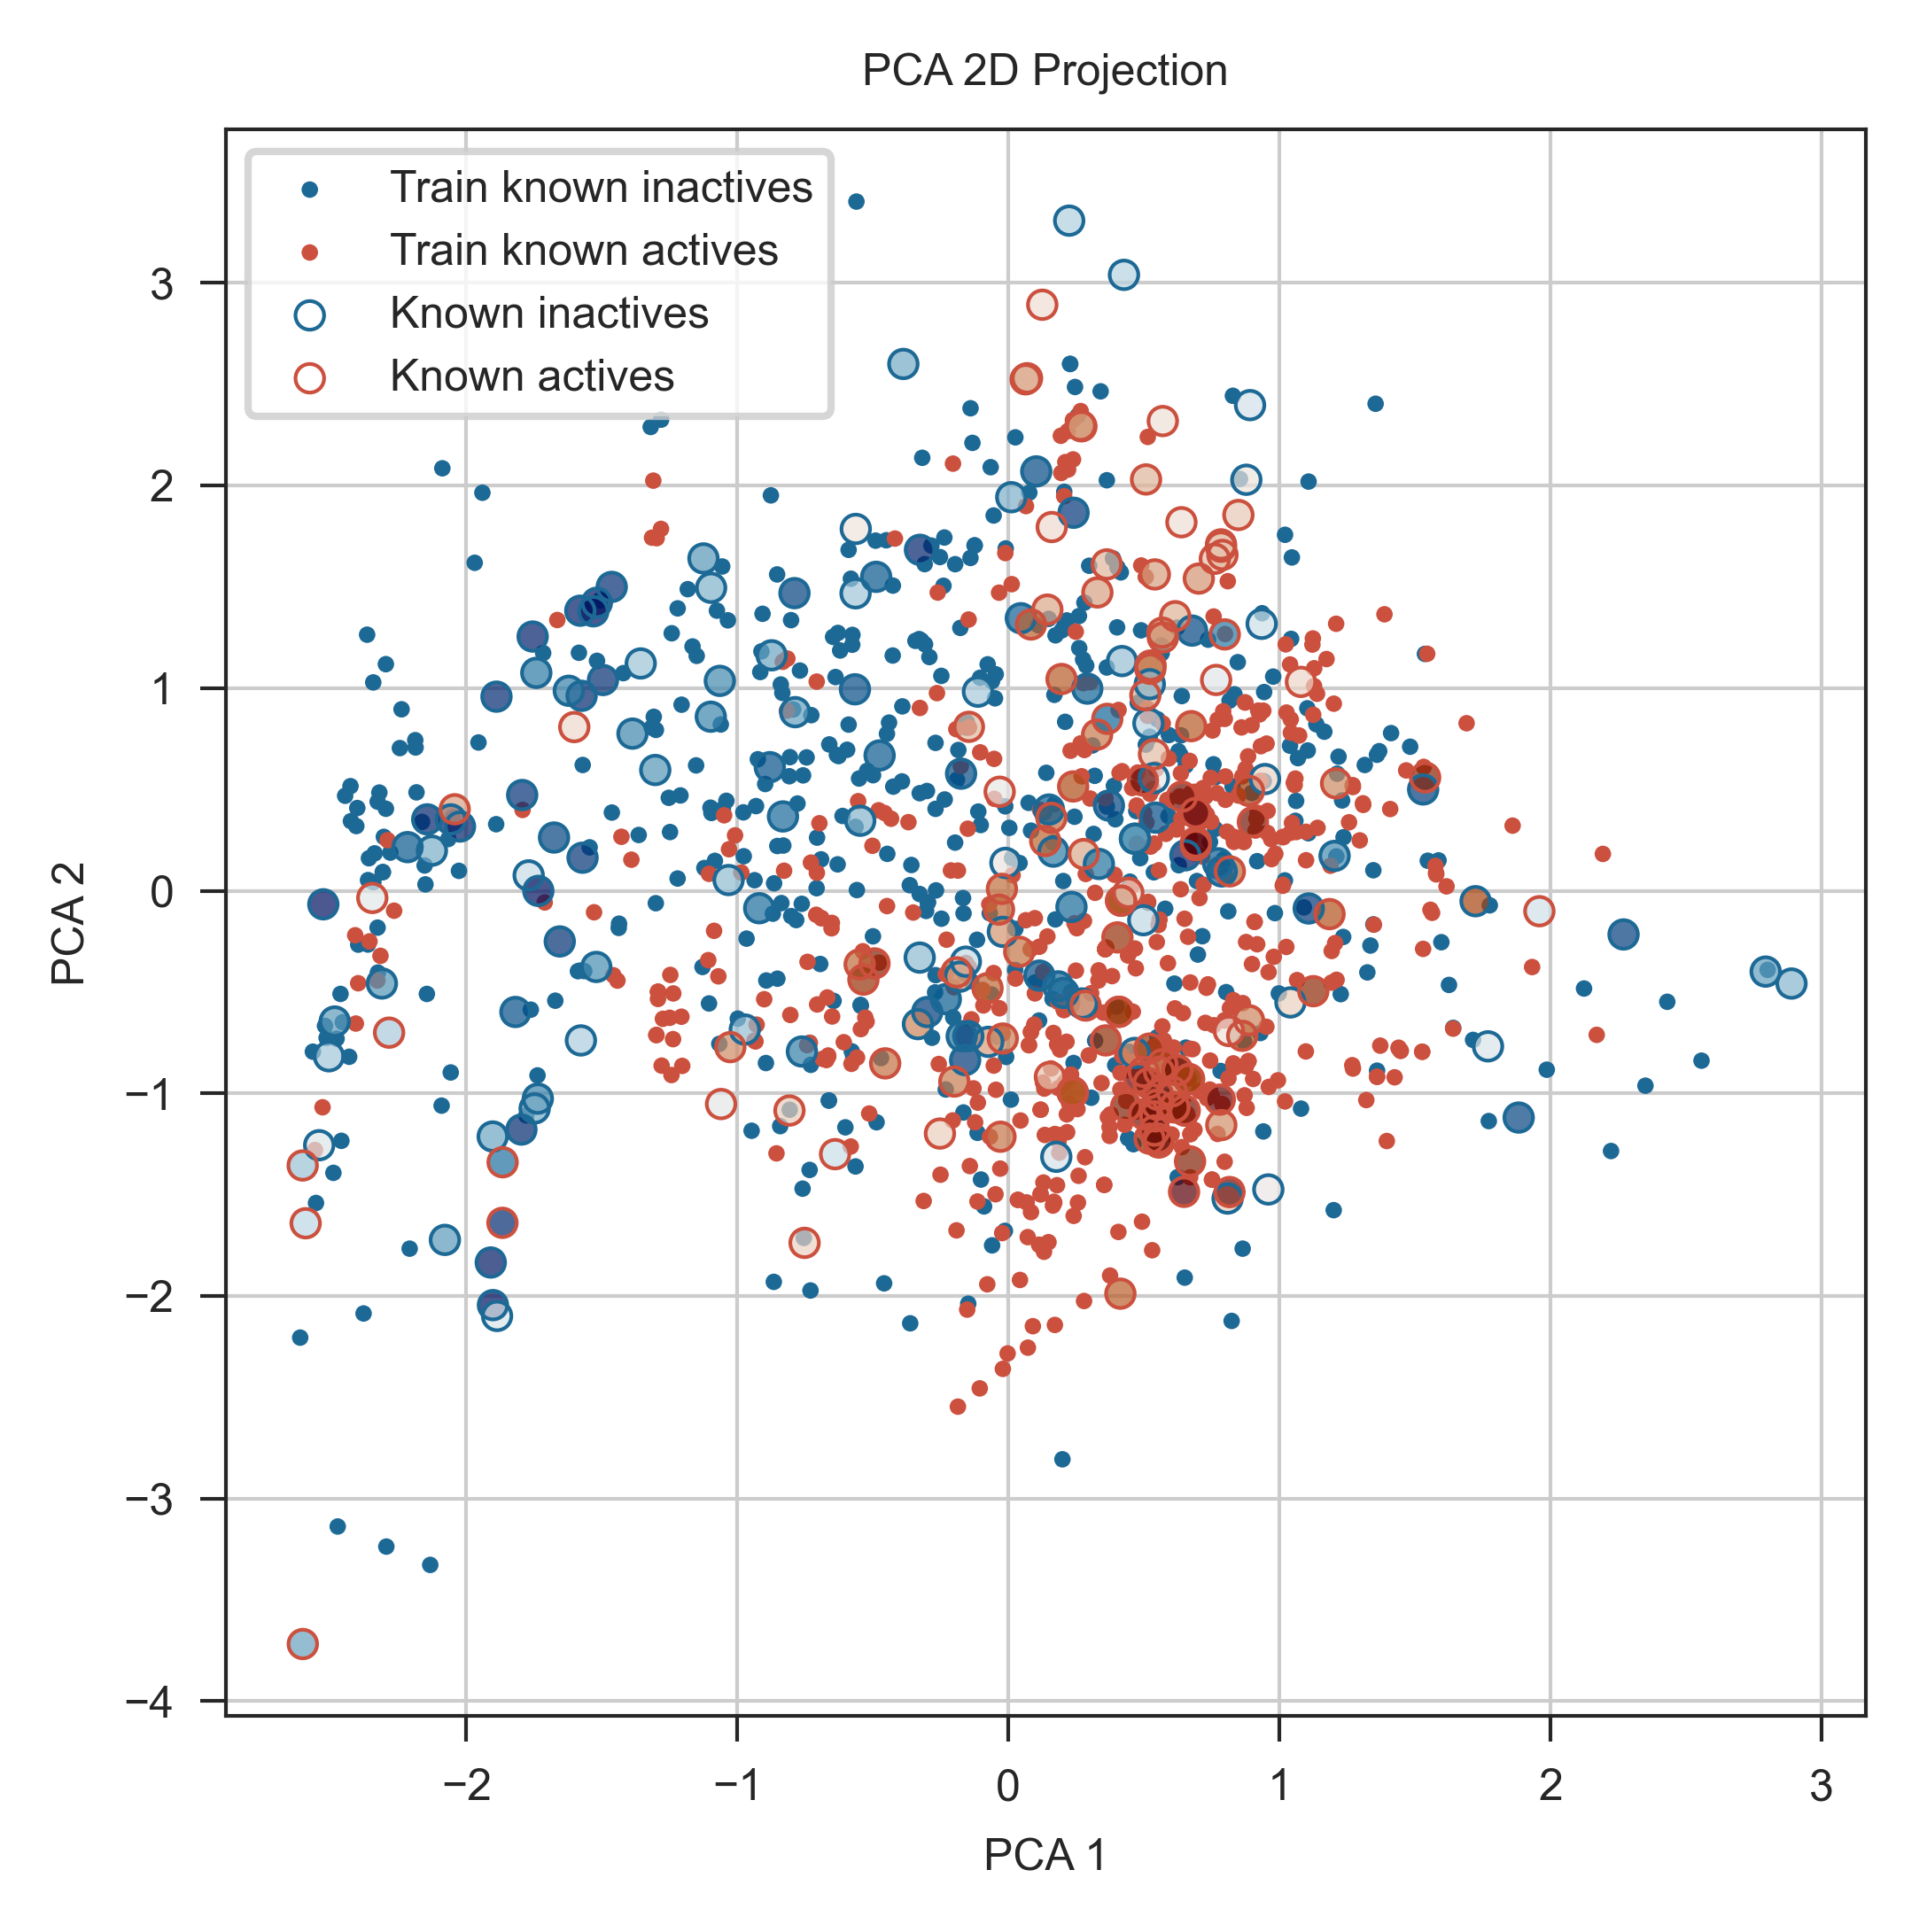 PCA 2D Projection
Train known inactives
Train known actives
Known inactives
Known actives
3
2
1
0
−1
−2
−3
−4
PCA 2
−2
−1
0
1
2
3
PCA 1